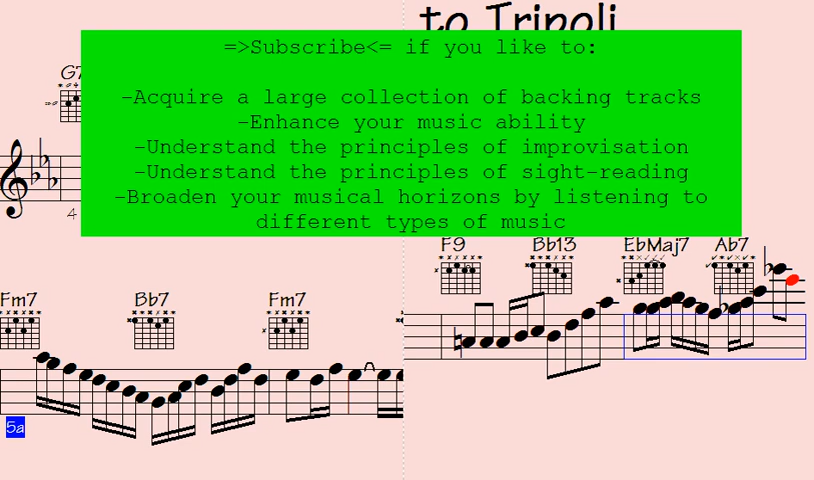 to Tripoli
=>Subscribe<= if you like to:
-Acquire a large collection of backing tracks
-Enhance your music ability
-Understand the principles of improvisation
-Understand the principles of sight-reading
-Broaden your musical horizons by listening to
different types of music
G7
4
F9 Bb13 EbMaj7 Ab7
Fm7 Bb7 Fm7
5a